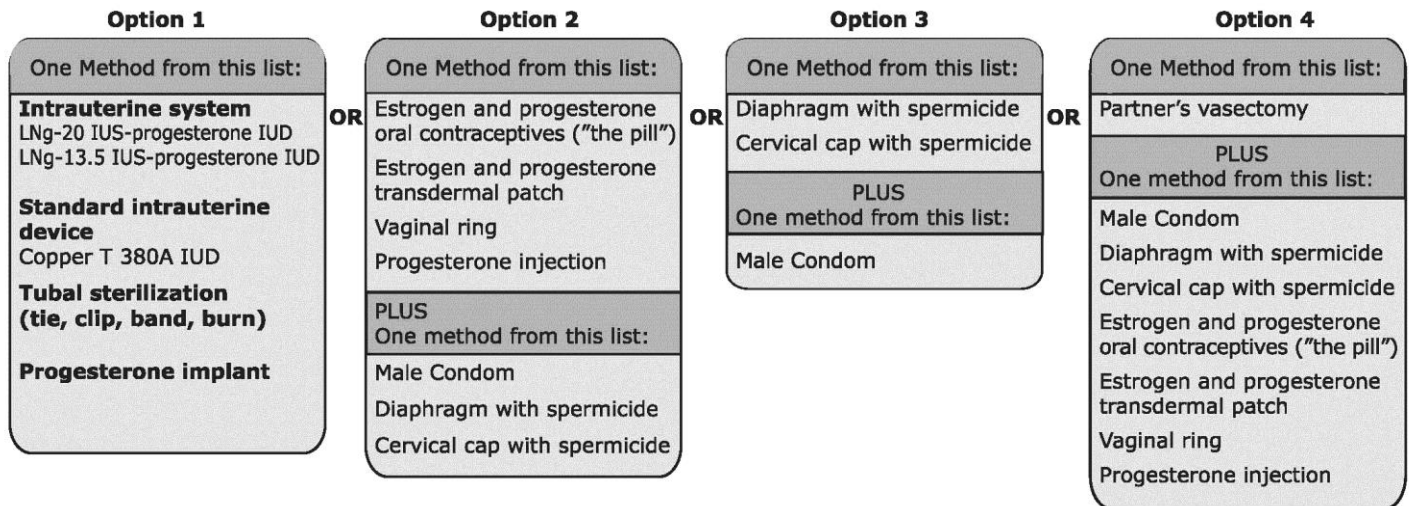 Option 1
One Method from this list:
Intrauterine system
LNg-20 IUS-progesterone IUD
LNg-13.5 IUS-progesterone IUD
Standard intrauterine
device
Copper T 380A IUD
Tubal sterilization
(tie, clip, band, burn)
Progesterone implant
OR
Option 2
One Method from this list:
Estrogen and progesterone
oral contraceptives ("the pill")
Estrogen and progesterone
transdermal patch
Vaginal ring
Progesterone injection
PLUS
One method from this list:
Male Condom
Diaphragm with spermicide
Cervical cap with spermicide
OR
Option 3
One Method from this list:
Diaphragm with spermicide
Cervical cap with spermicide
PLUS
One method from this list:
Male Condom
OR
Option 4
One Method from this list:
Partner's vasectomy
PLUS
One method from this list:
Male Condom
Diaphragm with spermicide
Cervical cap with spermicide
Estrogen and progesterone
oral contraceptives ("the pill")
Estrogen and progesterone
transdermal patch
Vaginal ring
Progesterone injection